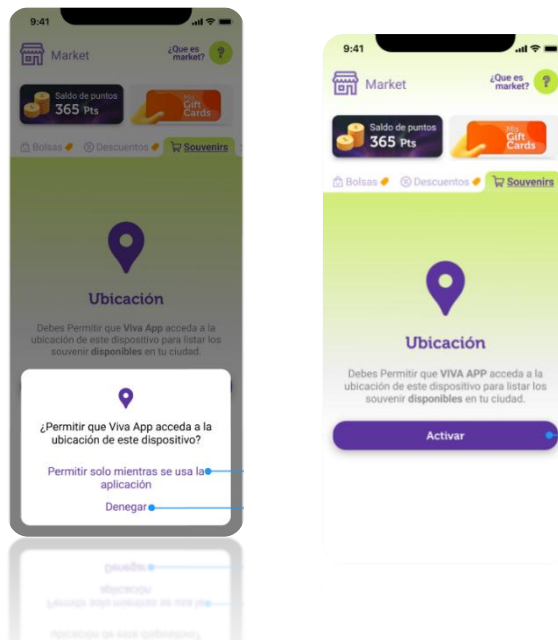 9:41
Market
¿Que es
market?
?
Saldo de puntos
365 Pts
Mis
Gift
Cards
Bolsas
Descuentos
Souvenirs
Ubicación
Debes Permitir que Viva App acceda a la
ubicación de este dispositivo para listar los
souvenir disponibles en tu ciudad.
¿Permitir que Viva App acceda a la
ubicación de este dispositivo?
Permitir solo mientras se usa la
aplicación
Denegar
9:41
Market
¿Que es
market?
?
Saldo de puntos
365 Pts
Mis
Gift
Cards
Bolsas
Descuentos
Souvenirs
Ubicación
Debes Permitir que VIVA APP acceda a la
ubicación de este dispositivo para listar los
souvenir disponibles en tu ciudad.
Activar